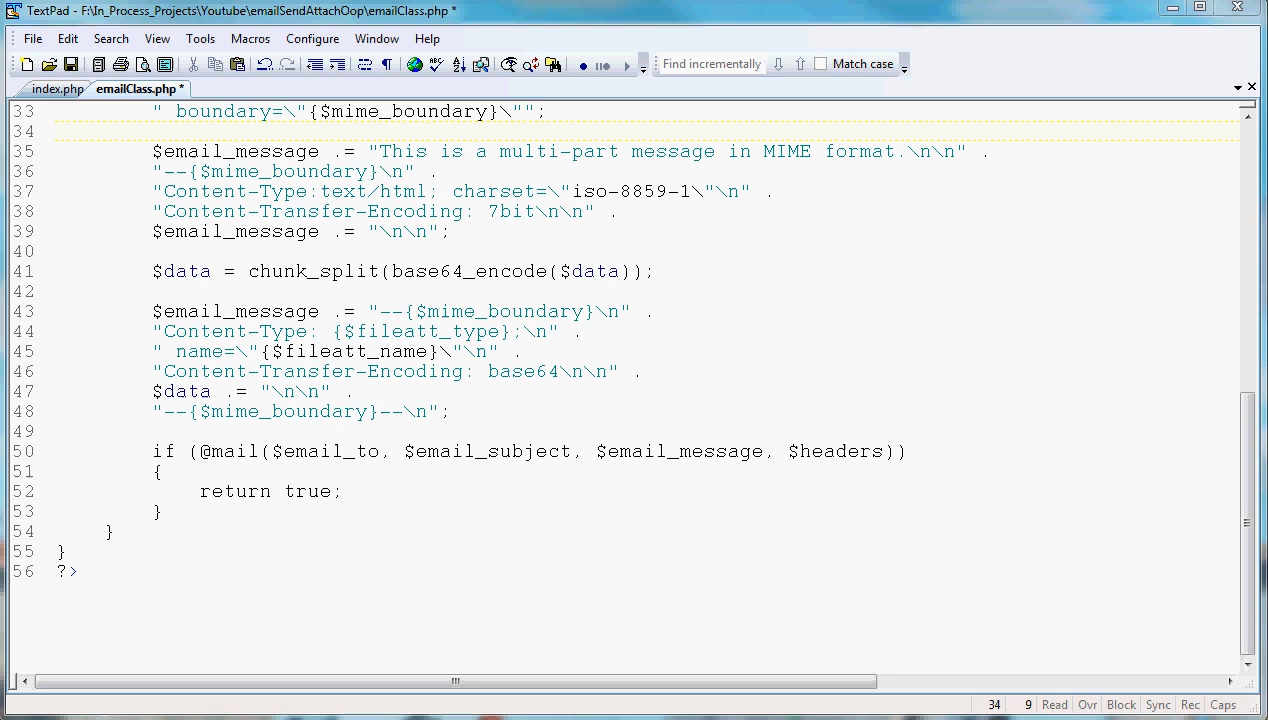 TextPad - F:\In_Process_Projects\Youtube\emailSendAttachOop\emailClass.php *
File Edit Search View Tools Macros Configure Window Help
Find incrementally Match case
index.php emailClass.php *
33 " boundary=\"{$mime_boundary}\"";
34
35 $email_message .= "This is a multi-part message in MIME format.\n\n" .
36 "--{$mime_boundary}\n" .
37 "Content-Type:text/html; charset=\"iso-8859-1\"\n" .
38 "Content-Transfer-Encoding: 7bit\n\n" .
39 $email_message .= "\n\n";
40
41 $data = chunk_split(base64_encode($data));
42
43 $email_message .= "--{$mime_boundary}\n" .
44 "Content-Type: {$fileatt_type};\n" .
45 " name=\"{$fileatt_name}\"\n" .
46 "Content-Transfer-Encoding: base64\n\n" .
47 $data .= "\n\n" .
48 "--{$mime_boundary}--\n";
49
50 if (@mail($email_to, $email_subject, $email_message, $headers))
51 {
52 return true;
53 }
54 }
55 }
56 ?>
34 9 Read Ovr Block Sync Rec Caps